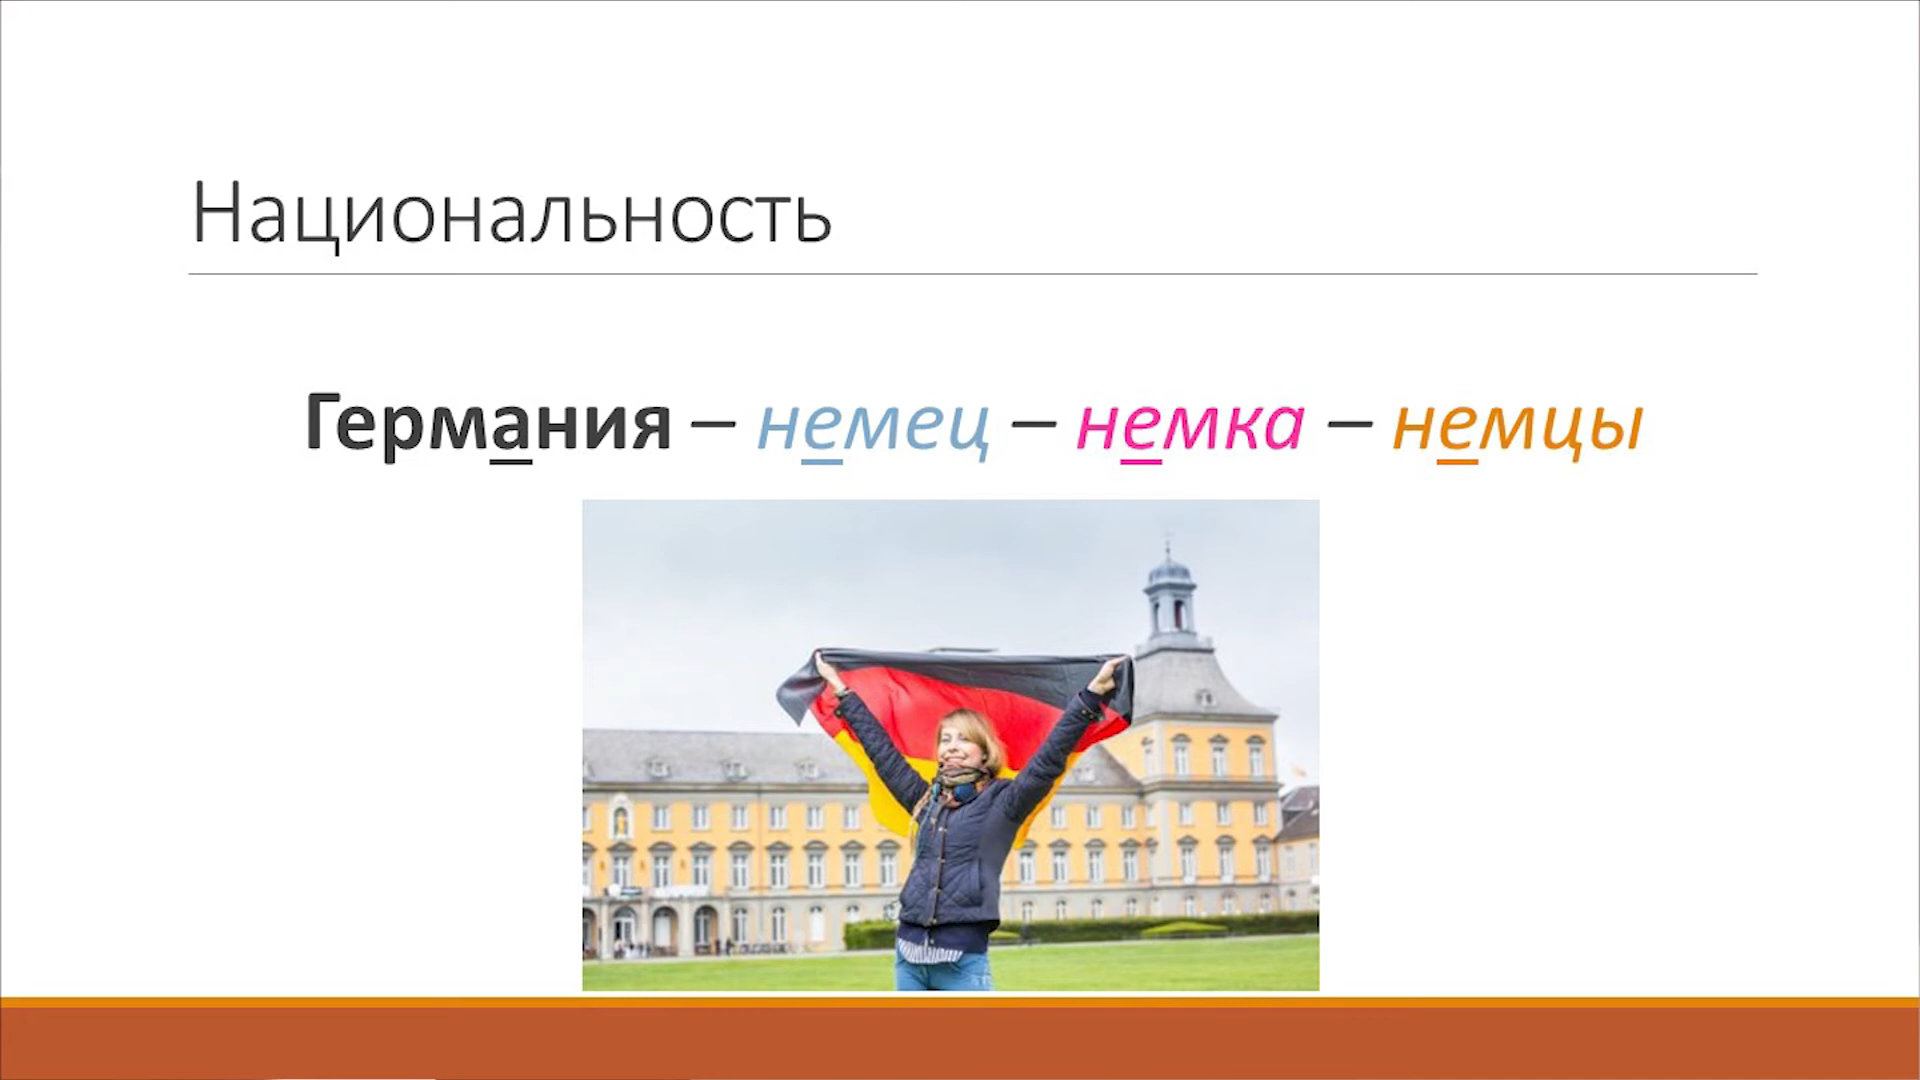 Национальность
Германия – немец – немка – немцы